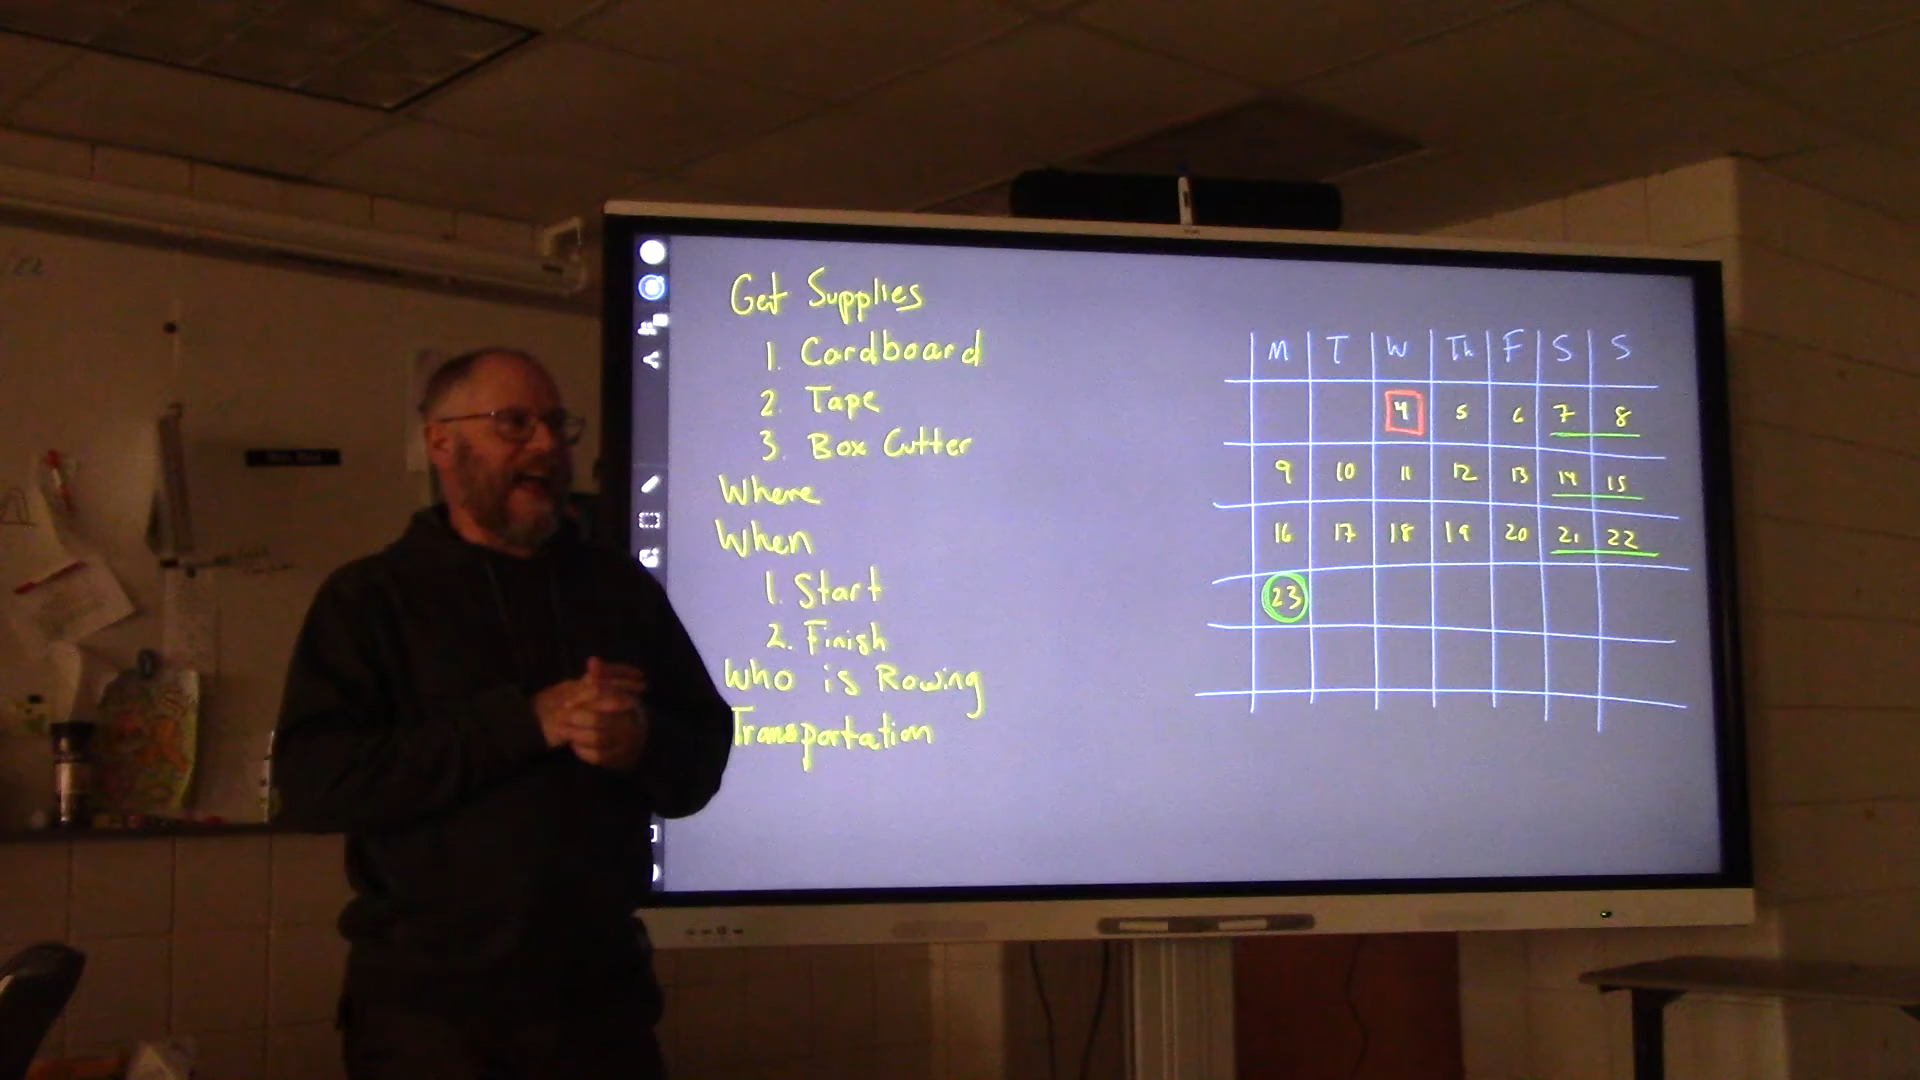 Get Supplies
1. Cardboard
2. Tape
3. Box Cutter
Where
When
1. Start
2. Finish
Who is Rowing
Transportation
M T W Th F S S
4 5 6 7 8
9 10 11 12 13 14 15
16 17 18 19 20 21 22
23